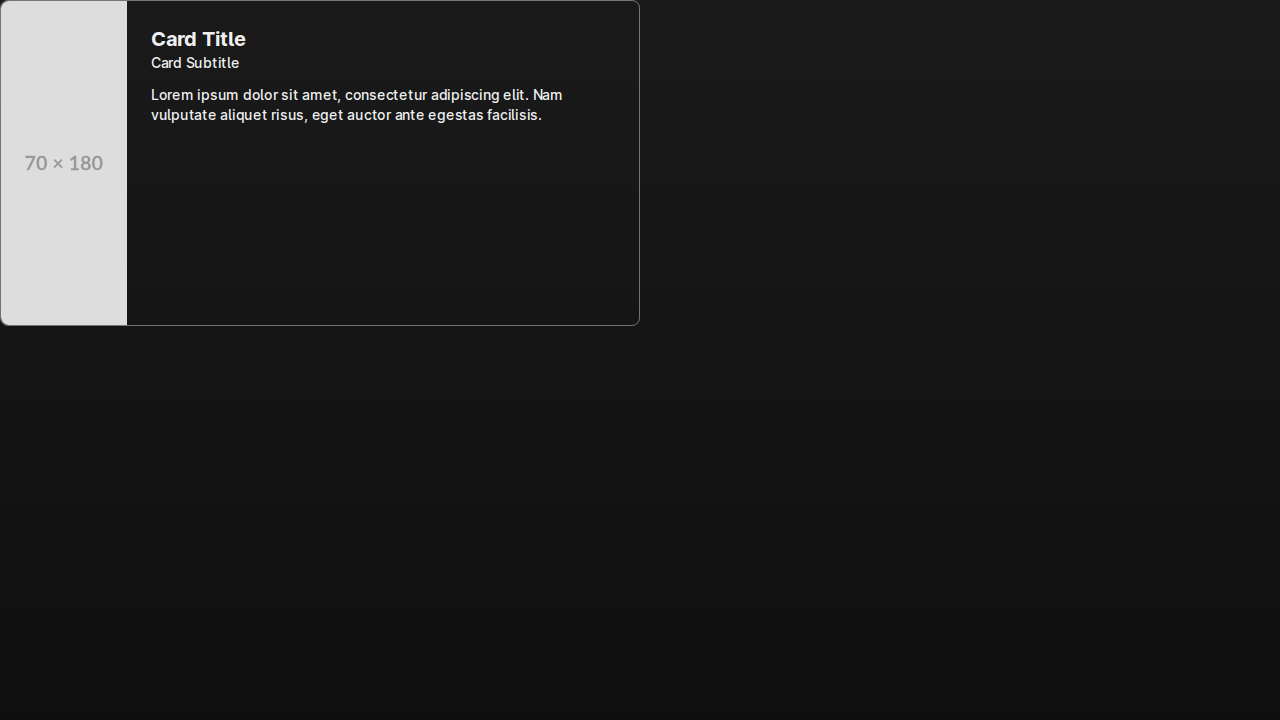 Card Title
Card Subtitle
Lorem ipsum dolor sit amet, consectetur adipiscing elit. Nam
vulputate aliquet risus, eget auctor ante egestas facilisis.
70 × 180